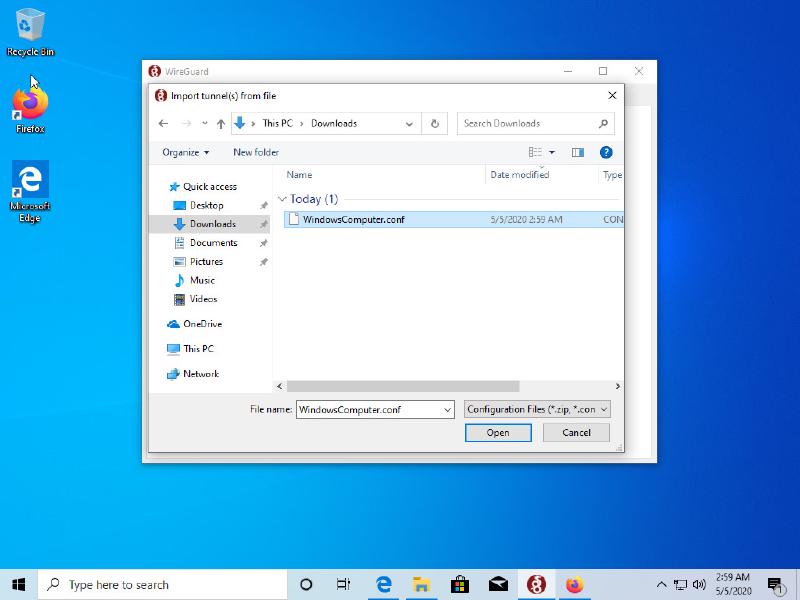 Recycle Bin
Firefox
Microsoft
Edge
WireGuard
Import tunnel(s) from file
This PC
Downloads
Search Downloads
Organize
New folder
Name
Date modified
Type
Quick access
Desktop
Downloads
Documents
Pictures
Music
Videos
OneDrive
This PC
Network
Today (1)
WindowsComputer.conf
5/5/2020 2:59 AM
CON
File name:
WindowsComputer.conf
Configuration Files (*.zip, *.con
Open
Cancel
Type here to search
2:59 AM
5/5/2020
1